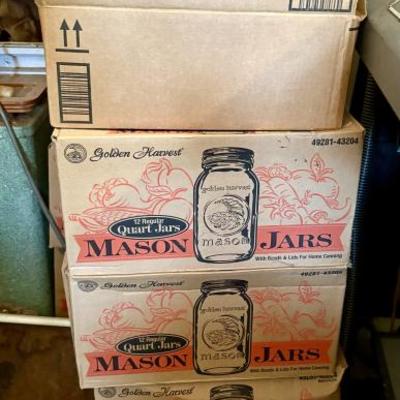 Golden Harvest
49281-43204
12 Regular
Quart Jars
MASON JARS
With Bands & Lids For Home Canning
golden harvest
mason
Golden Harvest
12 Regular
Quart Jars
MASON JARS
golden harvest
mason
Golden Harvest